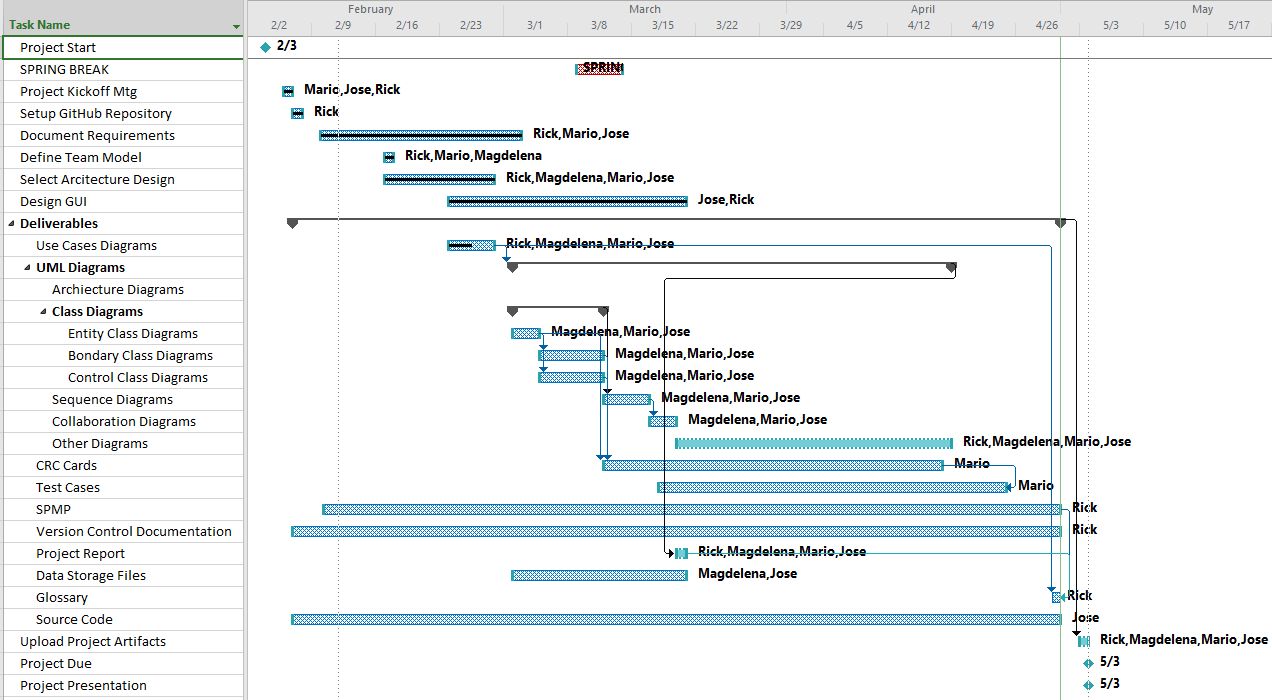 February March April May
Task Name 2/2 2/9 2/16 2/23 3/1 3/8 3/15 3/22 3/29 4/5 4/12 4/19 4/26 5/3 5/10 5/17
Project Start 2/3
SPRING BREAK
Project Kickoff Mtg Mario,Jose,Rick
Setup GitHub Repository Rick
Document Requirements Rick,Mario,Jose
Define Team Model Rick,Mario,Magdelena
Select Arcitecture Design Rick,Magdelena,Mario,Jose
Design GUI Jose,Rick
Deliverables
Use Cases Diagrams Rick,Magdelena,Mario,Jose
UML Diagrams
Archiecture Diagrams
Class Diagrams
Entity Class Diagrams Magdelena,Mario,Jose
Bondary Class Diagrams Magdelena,Mario,Jose
Control Class Diagrams Magdelena,Mario,Jose
Sequence Diagrams Magdelena,Mario,Jose
Collaboration Diagrams Magdelena,Mario,Jose
Other Diagrams Rick,Magdelena,Mario,Jose
CRC Cards Mario
Test Cases Mario
SPMP Rick
Version Control Documentation Rick
Project Report Rick,Magdelena,Mario,Jose
Data Storage Files Magdelena,Jose
Glossary Rick
Source Code Jose
Upload Project Artifacts Rick,Magdelena,Mario,Jose
Project Due 5/3
Project Presentation 5/3